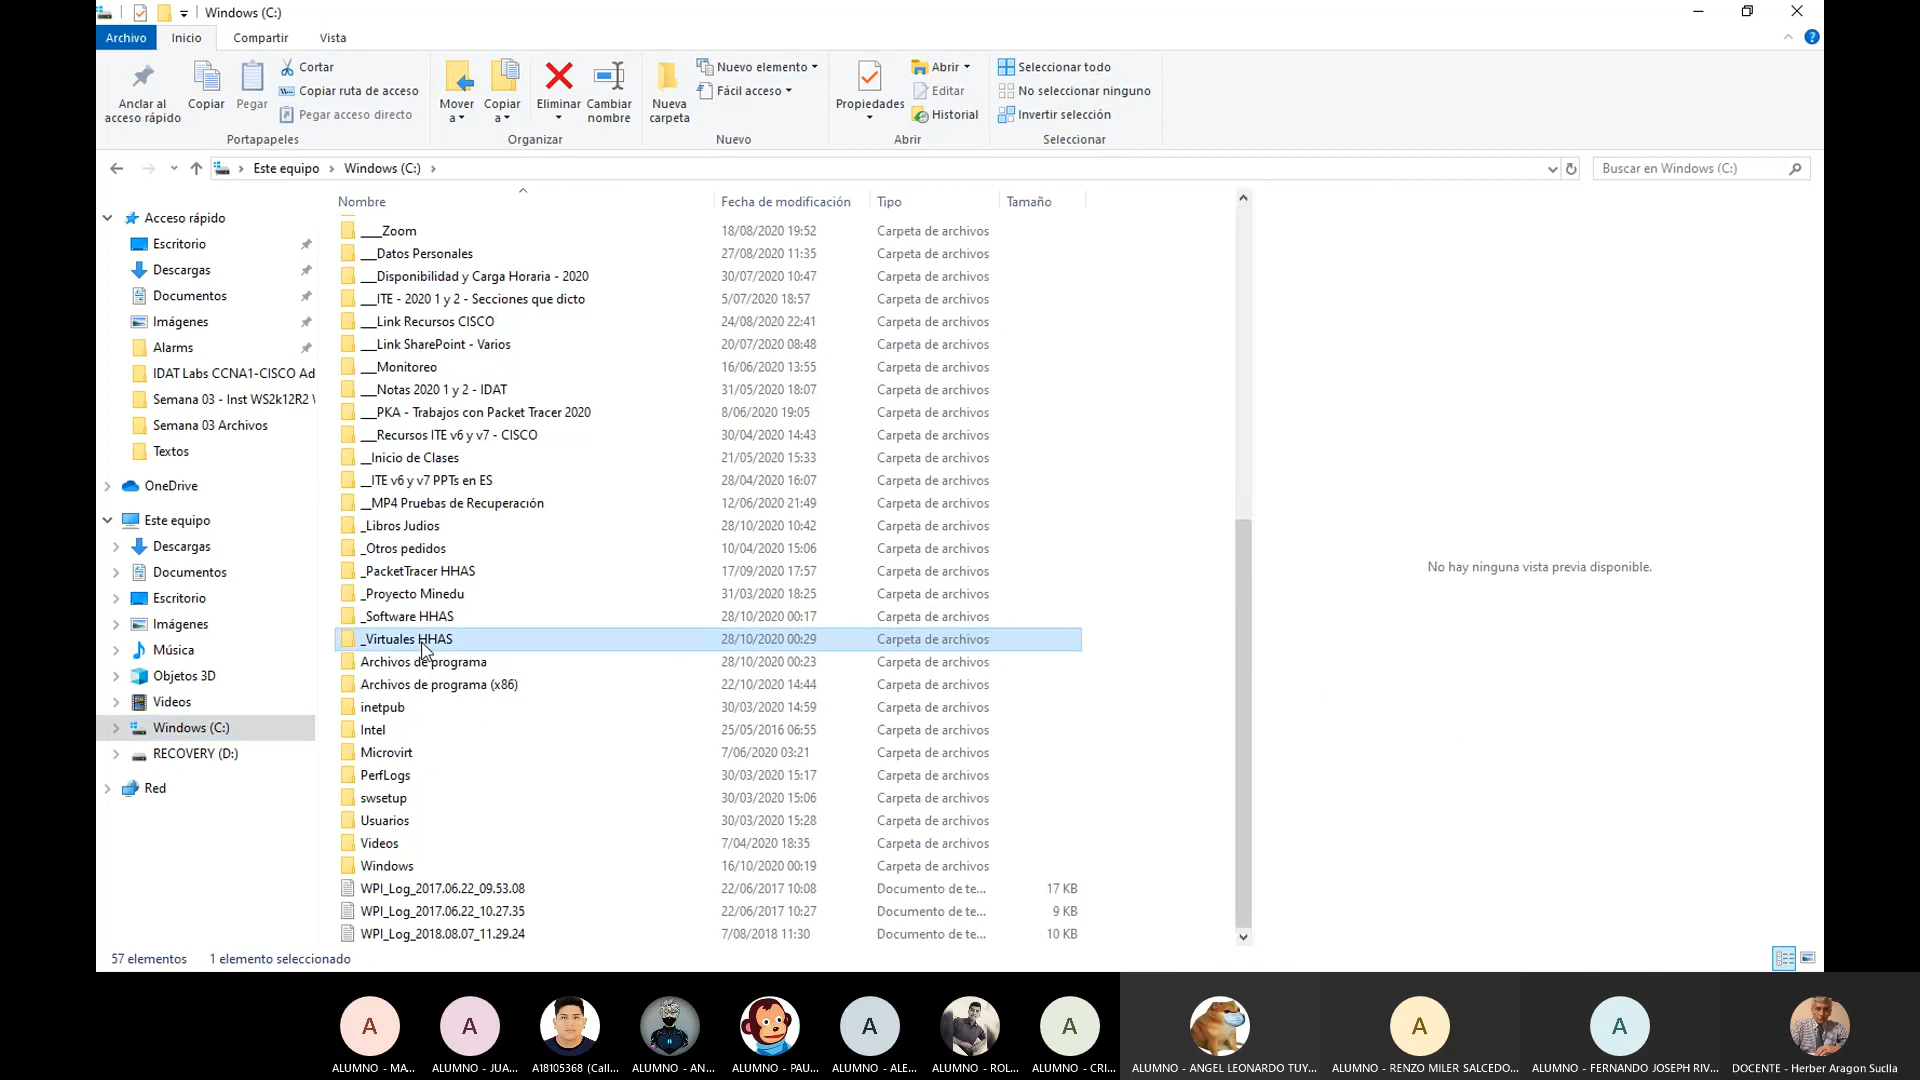 Windows (C:)
Archivo Inicio Compartir Vista
Anclar al acceso rápido
Copiar
Pegar
Cortar
Copiar ruta de acceso
Pegar acceso directo
Portapapeles
Mover a
Copiar a
Eliminar
Cambiar nombre
Organizar
Nueva carpeta
Nuevo elemento
Fácil acceso
Nuevo
Propiedades
Abrir
Editar
Historial
Abrir
Seleccionar todo
No seleccionar ninguno
Invertir selección
Seleccionar
Este equipo › Windows (C:) ›
Buscar en Windows (C:)
Acceso rápido
Escritorio
Descargas
Documentos
Imágenes
Alarms
IDAT Labs CCNA1-CISCO Ad
Semana 03 - Inst WS2k12R2
Semana 03 Archivos
Textos
OneDrive
Este equipo
Descargas
Documentos
Escritorio
Imágenes
Música
Objetos 3D
Videos
Windows (C:)
RECOVERY (D:)
Red
Nombre Fecha de modificación Tipo Tamaño
____Zoom 18/08/2020 19:52 Carpeta de archivos
___Datos Personales 27/08/2020 11:35 Carpeta de archivos
___Disponibilidad y Carga Horaria - 2020 30/07/2020 10:47 Carpeta de archivos
___ITE - 2020 1 y 2 - Secciones que dicto 5/07/2020 18:57 Carpeta de archivos
___Link Recursos CISCO 24/08/2020 22:41 Carpeta de archivos
___Link SharePoint - Varios 20/07/2020 08:48 Carpeta de archivos
___Monitoreo 16/06/2020 13:55 Carpeta de archivos
___Notas 2020 1 y 2 - IDAT 31/05/2020 18:07 Carpeta de archivos
___PKA - Trabajos con Packet Tracer 2020 8/06/2020 19:05 Carpeta de archivos
___Recursos ITE v6 y v7 - CISCO 30/04/2020 14:43 Carpeta de archivos
__Inicio de Clases 21/05/2020 15:33 Carpeta de archivos
__ITE v6 y v7 PPTs en ES 28/04/2020 16:07 Carpeta de archivos
__MP4 Pruebas de Recuperación 12/06/2020 21:49 Carpeta de archivos
_Libros Judios 28/10/2020 10:42 Carpeta de archivos
_Otros pedidos 10/04/2020 15:06 Carpeta de archivos
_PacketTracer HHAS 17/09/2020 17:57 Carpeta de archivos
_Proyecto Minedu 31/03/2020 18:25 Carpeta de archivos
_Software HHAS 28/10/2020 00:17 Carpeta de archivos
_Virtuales HHAS 28/10/2020 00:29 Carpeta de archivos
Archivos de programa 28/10/2020 00:23 Carpeta de archivos
Archivos de programa (x86) 22/10/2020 14:44 Carpeta de archivos
inetpub 30/03/2020 14:59 Carpeta de archivos
Intel 25/05/2016 06:55 Carpeta de archivos
Microvirt 7/06/2020 03:21 Carpeta de archivos
PerfLogs 30/03/2020 15:17 Carpeta de archivos
swsetup 30/03/2020 15:06 Carpeta de archivos
Usuarios 30/03/2020 15:28 Carpeta de archivos
Videos 7/04/2020 18:35 Carpeta de archivos
Windows 16/10/2020 00:19 Carpeta de archivos
WPI_Log_2017.06.22_09.53.08 22/06/2017 10:08 Documento de te... 17 KB
WPI_Log_2017.06.22_10.27.35 22/06/2017 10:27 Documento de te... 9 KB
WPI_Log_2018.08.07_11.29.24 7/08/2018 11:30 Documento de te... 10 KB
No hay ninguna vista previa disponible.
57 elementos 1 elemento seleccionado
A A A A A A
ALUMNO - MA... ALUMNO - JUA... A18105368 (Call... ALUMNO - AN... ALUMNO - PAU... ALUMNO - ALE... ALUMNO - ROL... ALUMNO - CRI... ALUMNO - ANGEL LEONARDO TUY... ALUMNO - RENZO MILER SALCEDO... ALUMNO - FERNANDO JOSEPH RIV... DOCENTE - Herber Aragon Suclla